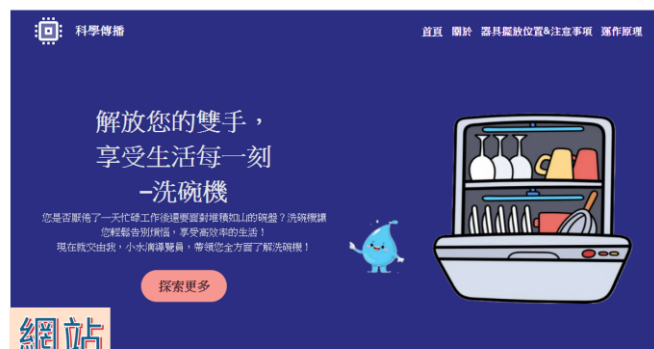 科學傳播
首頁 關於 器具擺放位置&注意事項 運作原理
解放您的雙手，
享受生活每一刻
-洗碗機
您是否厭倦了一天忙碌工作後還要面對堆積如山的碗盤？洗碗機讓
您輕鬆告別煩惱，享受高效率的生活！
現在就交由我，小水滴導覽員，帶領您全方面了解洗碗機！
探索更多
網站